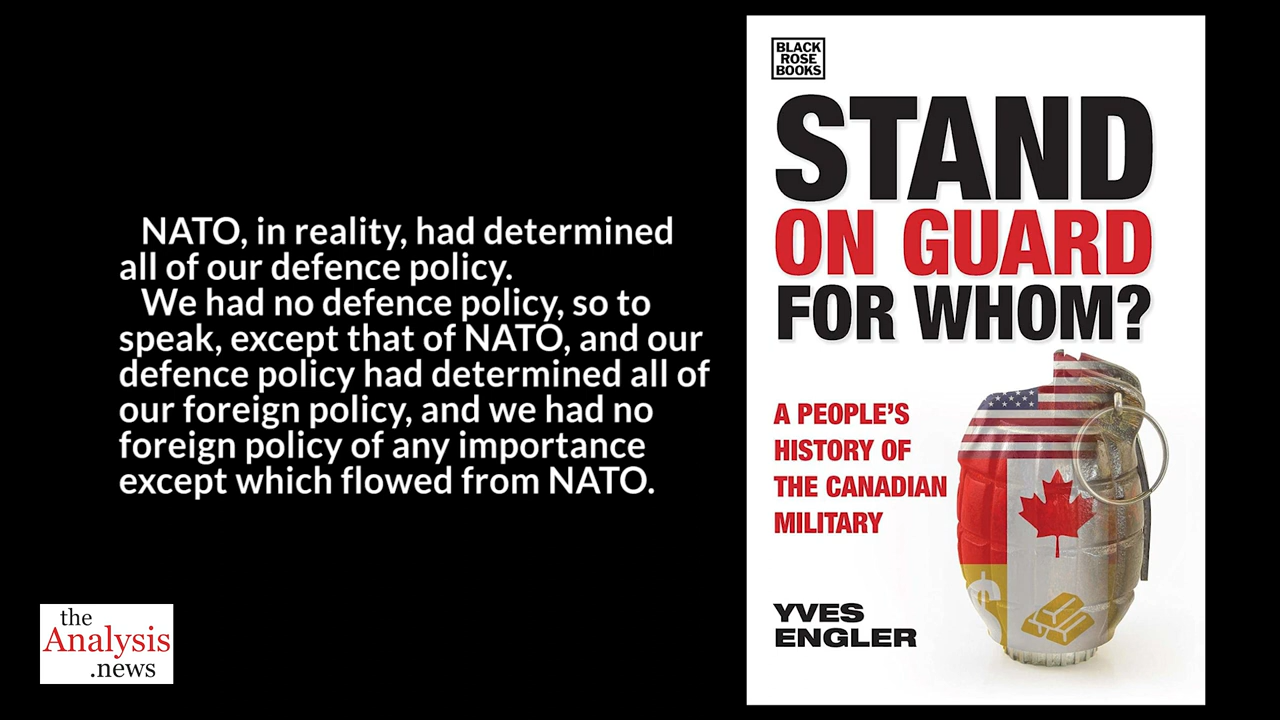 NATO, in reality, had determined
all of our defence policy.
We had no defence policy, so to
speak, except that of NATO, and our
defence policy had determined all of
our foreign policy, and we had no
foreign policy of any importance
except which flowed from NATO.
the
Analysis
.news
BLACK
ROSE
BOOKS
STAND
ON GUARD
FOR WHOM?
A PEOPLE'S
HISTORY OF
THE CANADIAN
MILITARY
$
YVES
ENGLER